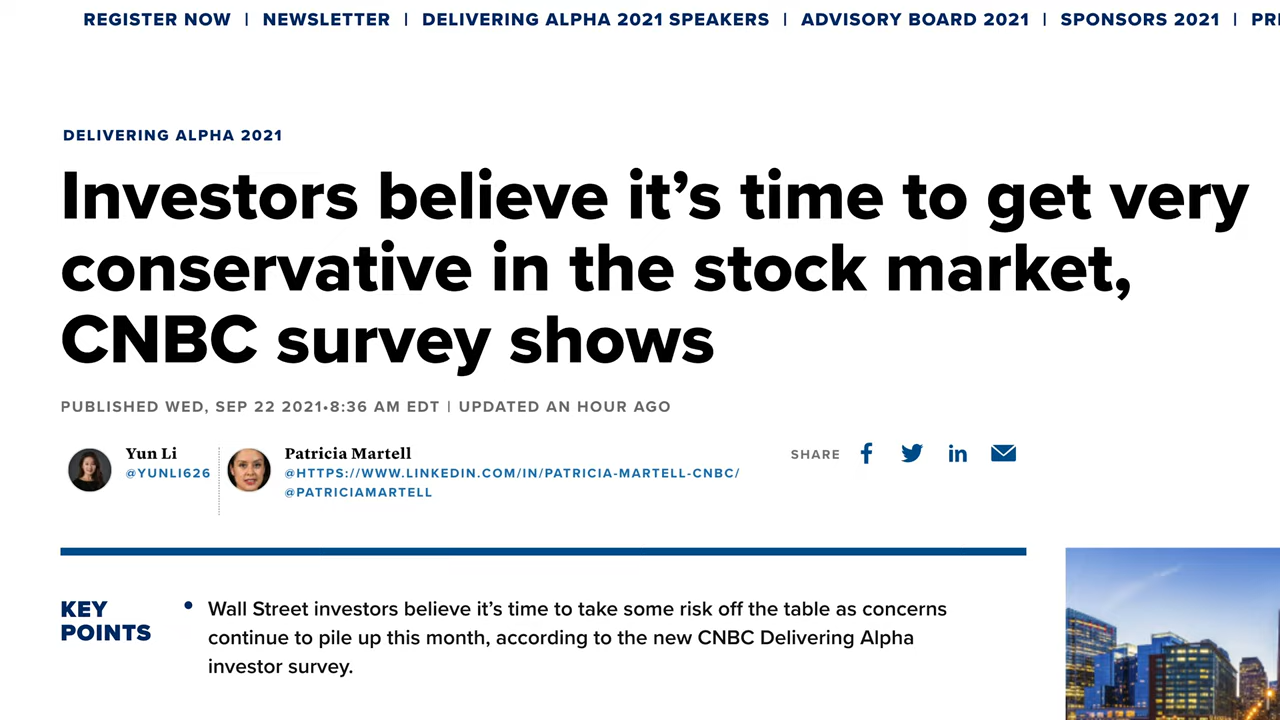 REGISTER NOW | NEWSLETTER | DELIVERING ALPHA 2021 SPEAKERS | ADVISORY BOARD 2021 | SPONSORS 2021 |
DELIVERING ALPHA 2021
Investors believe it’s time to get very
conservative in the stock market,
CNBC survey shows
PUBLISHED WED, SEP 22 2021•8:36 AM EDT | UPDATED AN HOUR AGO
Yun Li
@YUNLI626
Patricia Martell
@HTTPS://WWW.LINKEDIN.COM/IN/PATRICIA-MARTELL-CNBC/
@PATRICIAMARTELL
SHARE
KEY
POINTS
• Wall Street investors believe it’s time to take some risk off the table as concerns
continue to pile up this month, according to the new CNBC Delivering Alpha
investor survey.